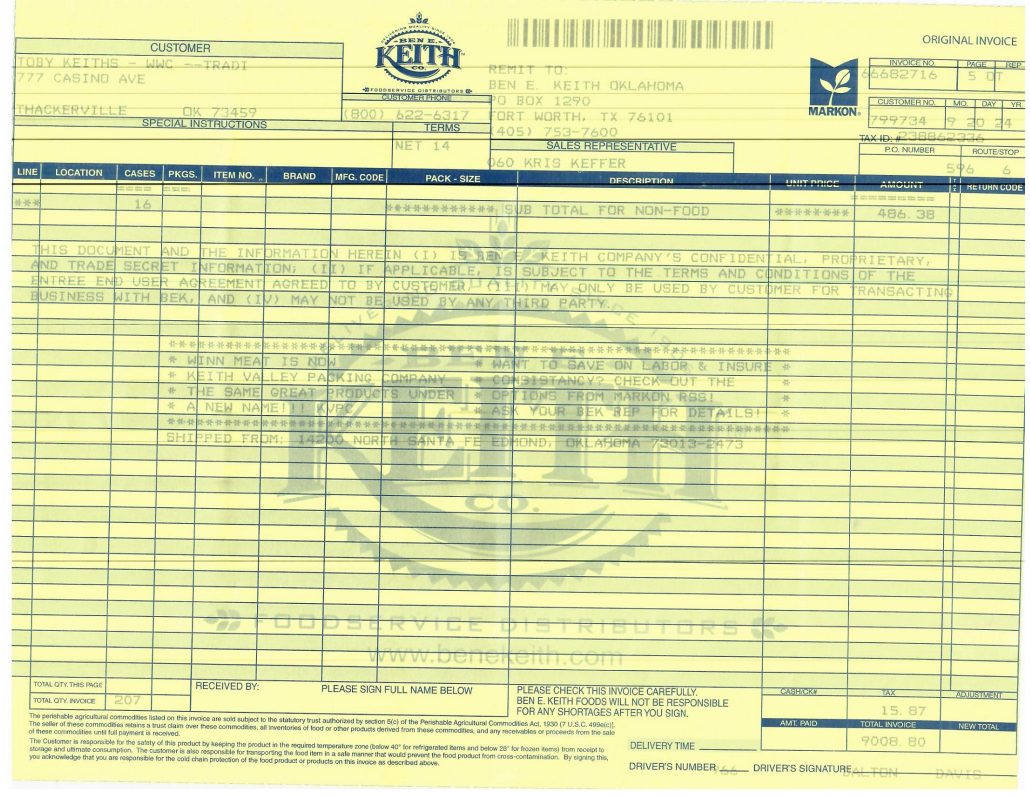 FOODSERVICE QUALITY SINCE 1906
BEN E.
KEITH
CO.
FOODSERVICE DISTRIBUTORS
ORIGINAL INVOICE
CUSTOMER
TOBY KEITHS - WWC --TRADI
777 CASINO AVE
THACKERVILLE OK 73459
CUSTOMER PHONE
(800) 622-6317
REMIT TO:
BEN E. KEITH OKLAHOMA
PO BOX 1290
FORT WORTH, TX 76101
(405) 753-7600
MARKON®
INVOICE NO. PAGE REP
66682716 5 OT
CUSTOMER NO. MO. DAY YR.
799734 9 20 24
TAX ID: #238862336
SPECIAL INSTRUCTIONS
TERMS
NET 14
SALES REPRESENTATIVE
060 KRIS KEFFER
P.O. NUMBER ROUTE/STOP
596 6
LINE LOCATION CASES PKGS. ITEM NO. BRAND MFG. CODE PACK - SIZE DESCRIPTION UNIT PRICE AMOUNT RETURN CODE
==== === =========
*** 16 ************ SUB TOTAL FOR NON-FOOD ******** 486.38
THIS DOCUMENT AND THE INFORMATION HEREIN (I) IS BEN E. KEITH COMPANY'S CONFIDENTIAL, PROPRIETARY,
AND TRADE SECRET INFORMATION, (II) IF APPLICABLE, IS SUBJECT TO THE TERMS AND CONDITIONS OF THE
ENTREE END USER AGREEMENT AGREED TO BY CUSTOMER, (III) MAY ONLY BE USED BY CUSTOMER FOR TRANSACTING
BUSINESS WITH BEK, AND (IV) MAY NOT BE USED BY ANY THIRD PARTY.
* WINN MEAT IS NOW * WANT TO SAVE ON LABOR & INSURE *
* KEITH VALLEY PACKING COMPANY * CONSISTANCY? CHECK OUT THE *
* THE SAME GREAT PRODUCTS UNDER * OPTIONS FROM MARKON RSS! *
* A NEW NAME!!! KVPC * ASK YOUR BEK REP FOR DETAILS! *
SHIPPED FROM: 14200 NORTH SANTA FE EDMOND, OKLAHOMA 73013-2473
BEN E.
KEITH
CO.
FOODSERVICE DISTRIBUTORS
www.benekeith.com
TOTAL QTY. THIS PAGE
TOTAL QTY. INVOICE 207
RECEIVED BY: PLEASE SIGN FULL NAME BELOW
PLEASE CHECK THIS INVOICE CAREFULLY.
BEN E. KEITH FOODS WILL NOT BE RESPONSIBLE
FOR ANY SHORTAGES AFTER YOU SIGN.
CASH/CK# TAX ADJUSTMENT
15.87
AMT. PAID TOTAL INVOICE NEW TOTAL
9008.80
The perishable agricultural commodities listed on this invoice are sold subject to the statutory trust authorized by section 5(c) of the Perishable Agricultural Commodities Act, 1930 (7 U.S.C. 499e(c)).
The seller of these commodities retains a trust claim over these commodities, all inventories of food or other products derived from these commodities, and any receivables or proceeds from the sale
of these commodities until full payment is received.
The Customer is responsible for the safety of this product by keeping the product in the required temperature zone (below 40° for refrigerated items and below 28° for frozen items) from receipt to
storage and ultimate consumption. The customer is also responsible for transporting the food item in a safe manner that would prevent the food product from cross-contamination. By signing this,
you acknowledge that you are responsible for the cold chain protection of the food product or products on this invoice as described above.
DELIVERY TIME
DRIVER'S NUMBER 766 DRIVER'S SIGNATURE DALTON DAVIS